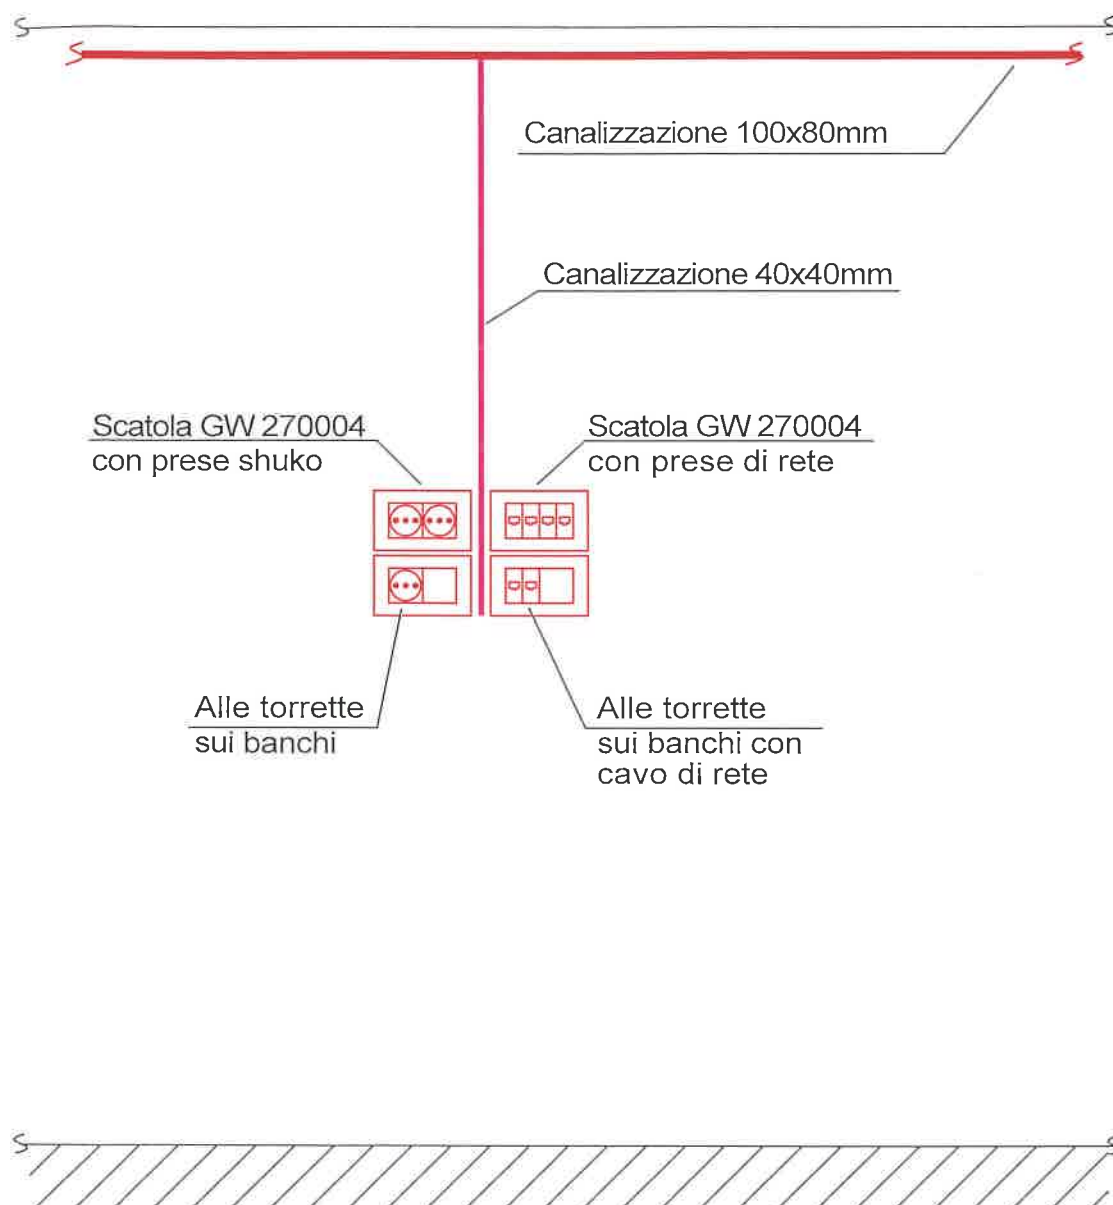 Canalizzazione 100x80mm
Canalizzazione 40x40mm
Scatola GW 270004
con prese shuko
Scatola GW 270004
con prese di rete
Alle torrette
sui banchi
Alle torrette
sui banchi con
cavo di rete